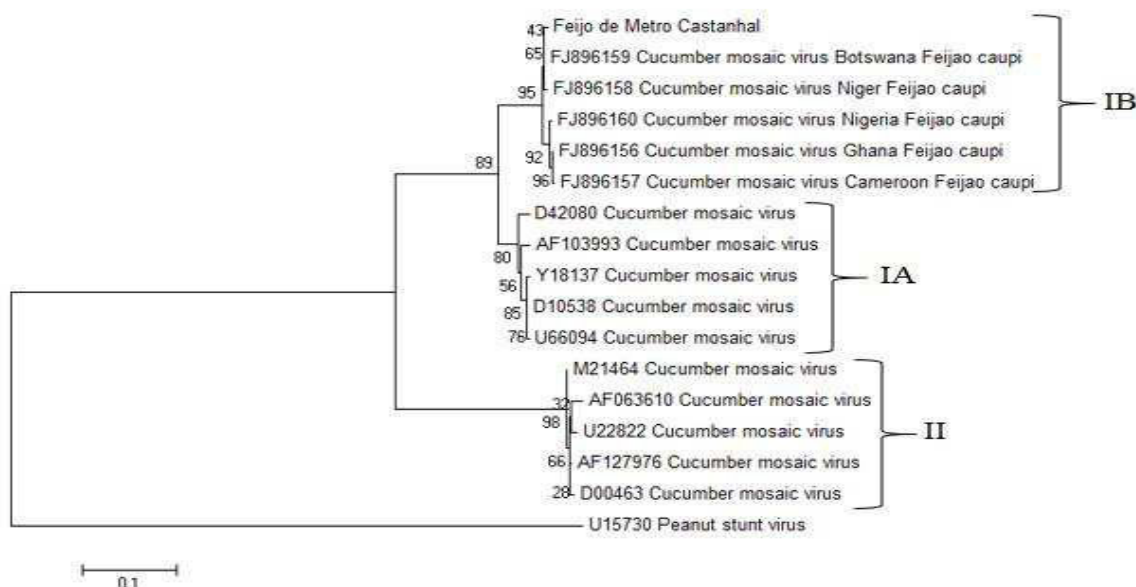 43 Feijo de Metro Castanhal
65 FJ896159 Cucumber mosaic virus Botswana Feijao caupi
95 FJ896158 Cucumber mosaic virus Niger Feijao caupi
IB
FJ896160 Cucumber mosaic virus Nigeria Feijao caupi
89 92 FJ896156 Cucumber mosaic virus Ghana Feijao caupi
96 FJ896157 Cucumber mosaic virus Cameroon Feijao caupi
D42080 Cucumber mosaic virus
80 AF103993 Cucumber mosaic virus
56 Y18137 Cucumber mosaic virus
IA
85 D10538 Cucumber mosaic virus
76 U66094 Cucumber mosaic virus
M21464 Cucumber mosaic virus
32 AF063610 Cucumber mosaic virus
98 U22822 Cucumber mosaic virus
II
66 AF127976 Cucumber mosaic virus
28 D00463 Cucumber mosaic virus
U15730 Peanut stunt virus
0.1